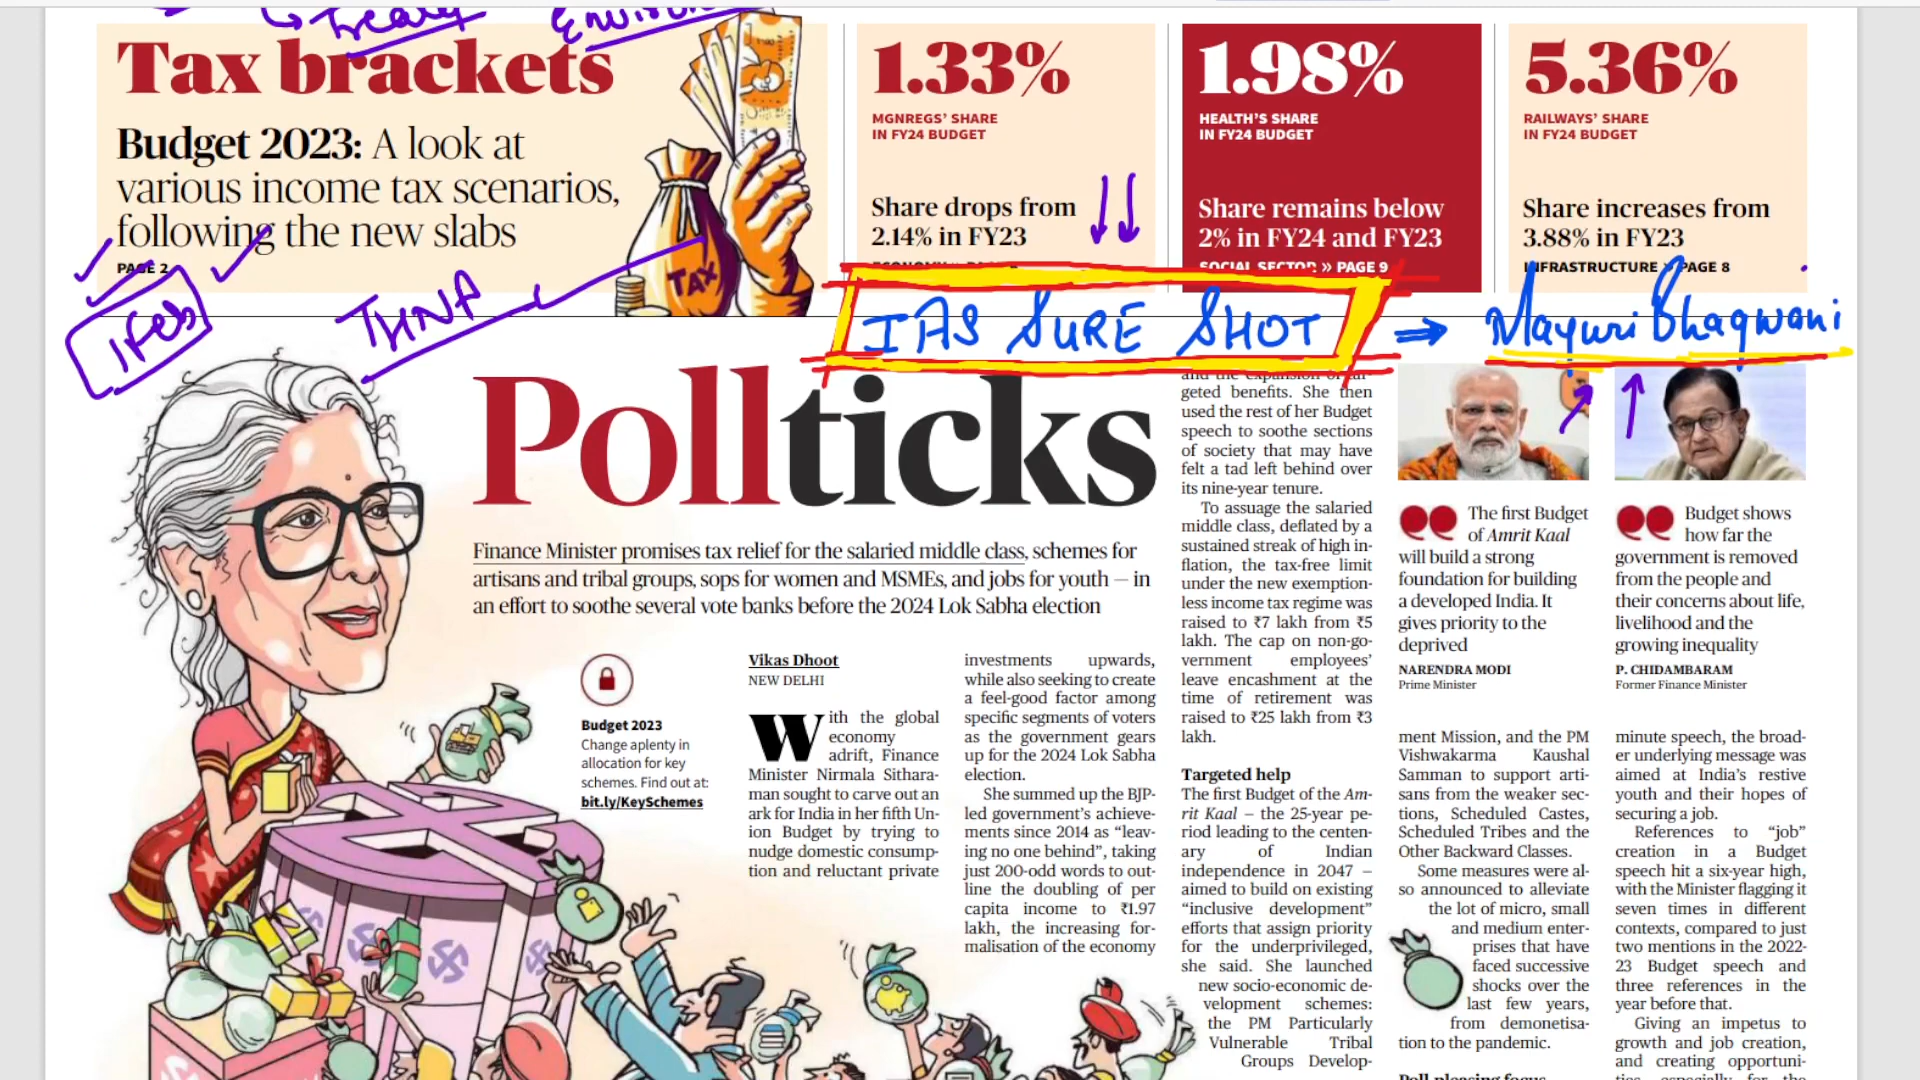 Treaty
Tax brackets
Budget 2023: A look at
various income tax scenarios,
following the new slabs
PAGE 2
TAX
1.33%
MGNREGS' SHARE
IN FY24 BUDGET
Share drops from
2.14% in FY23
1.98%
HEALTH'S SHARE
IN FY24 BUDGET
Share remains below
2% in FY24 and FY23
SOCIAL SECTOR » PAGE 9
5.36%
RAILWAYS' SHARE
IN FY24 BUDGET
Share increases from
3.88% in FY23
INFRASTRUCTURE » PAGE 8
1 Feb
THNA
IAS SURE SHOT ⇒ Mayuri Bhagwani
Pollticks
Finance Minister promises tax relief for the salaried middle class, schemes for
artisans and tribal groups, sops for women and MSMEs, and jobs for youth — in
an effort to soothe several vote banks before the 2024 Lok Sabha election
Budget 2023
Change aplenty in
allocation for key
schemes. Find out at:
bit.ly/KeySchemes
Vikas Dhoot
NEW DELHI
With the global
economy
adrift, Finance
Minister Nirmala Sithara-
man sought to carve out an
ark for India in her fifth Un-
ion Budget by trying to
nudge domestic consump-
tion and reluctant private
investments upwards,
while also seeking to create
a feel-good factor among
specific segments of voters
as the government gears
up for the 2024 Lok Sabha
election.
She summed up the BJP-
led government's achieve-
ments since 2014 as "leav-
ing no one behind", taking
just 200-odd words to out-
line the doubling of per
capita income to ₹1.97
lakh, the increasing for-
malisation of the economy
and the expansion of tar-
geted benefits. She then
used the rest of her Budget
speech to soothe sections
of society that may have
felt a tad left behind over
its nine-year tenure.
To assuage the salaried
middle class, deflated by a
sustained streak of high in-
flation, the tax-free limit
under the new exemption-
less income tax regime was
raised to ₹7 lakh from ₹5
lakh. The cap on non-go-
vernment employees'
leave encashment at the
time of retirement was
raised to ₹25 lakh from ₹3
lakh.
Targeted help
The first Budget of the Am-
rit Kaal – the 25-year pe-
riod leading to the centen-
ary of Indian
independence in 2047 –
aimed to build on existing
"inclusive development"
efforts that assign priority
for the underprivileged,
she said. She launched
new socio-economic de-
velopment schemes:
the PM Particularly
Vulnerable Tribal
Groups Develop-
The first Budget
of Amrit Kaal
will build a strong
foundation for building
a developed India. It
gives priority to the
deprived
NARENDRA MODI
Prime Minister
Budget shows
how far the
government is removed
from the people and
their concerns about life,
livelihood and the
growing inequality
P. CHIDAMBARAM
Former Finance Minister
ment Mission, and the PM
Vishwakarma Kaushal
Samman to support arti-
sans from the weaker sec-
tions, Scheduled Castes,
Scheduled Tribes and the
Other Backward Classes.
Some measures were al-
so announced to alleviate
the lot of micro, small
and medium enter-
prises that have
faced successive
shocks over the
last few years,
from demonetisa-
tion to the pandemic.
minute speech, the broad-
er underlying message was
aimed at India's restive
youth and their hopes of
securing a job.
References to "job"
creation in a Budget
speech hit a six-year high,
with the Minister flagging it
seven times in different
contexts, compared to just
two mentions in the 2022-
23 Budget speech and
three references in the
year before that.
Giving an impetus to
growth and job creation,
and creating opportuni-